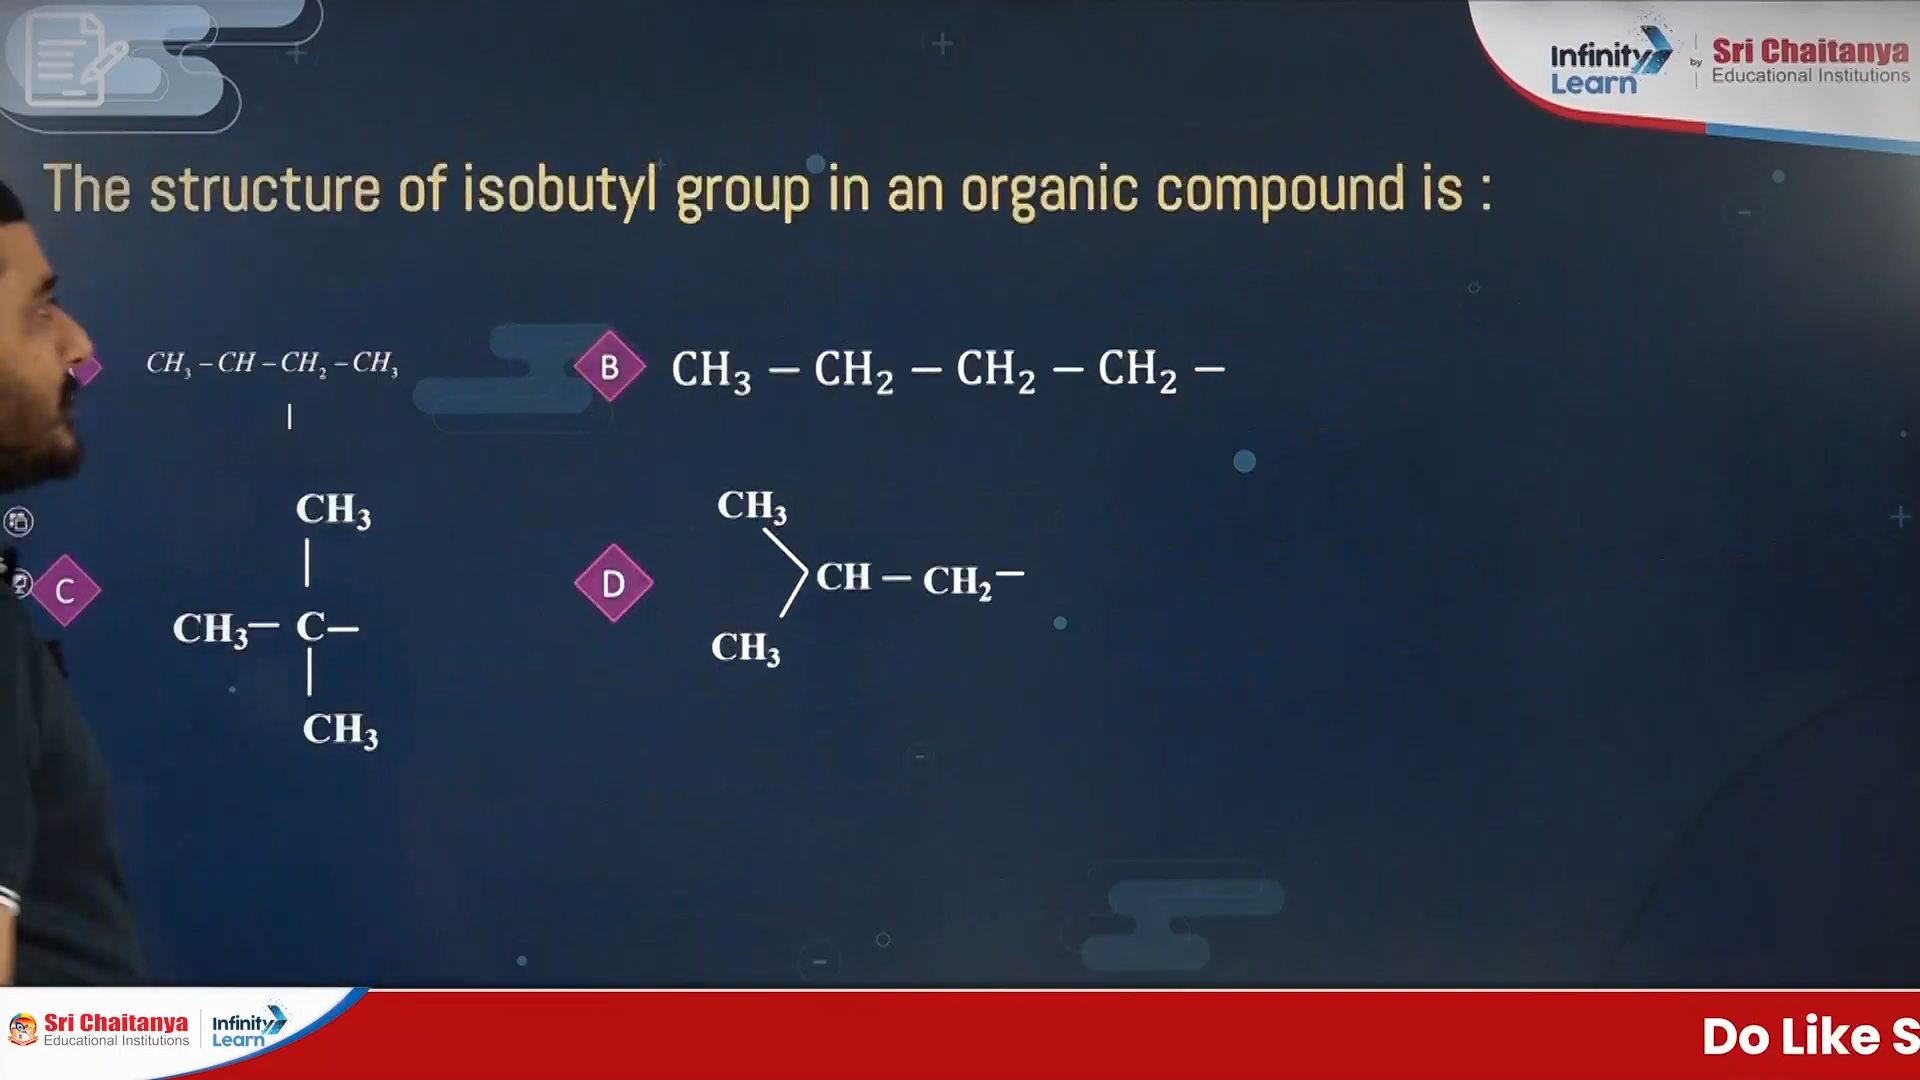 Infinity Learn by Sri Chaitanya Educational Institutions
The structure of isobutyl group in an organic compound is :
CH₃ – CH – CH₂ – CH₃
|
B CH₃ – CH₂ – CH₂ – CH₂ –
C
CH₃
|
CH₃– C–
|
CH₃
D
CH₃
CH – CH₂–
CH₃
Sri Chaitanya Educational Institutions Infinity Learn
Do Like S